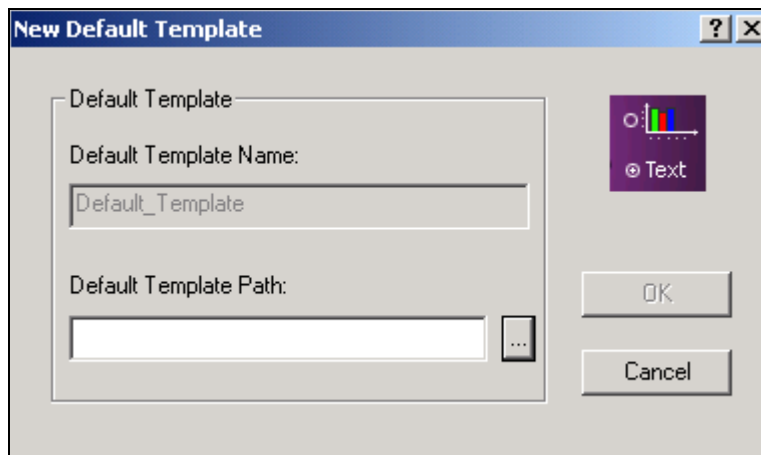 New Default Template
Default Template
Default Template Name:
Default_Template
Text
Default Template Path:
...
OK
Cancel